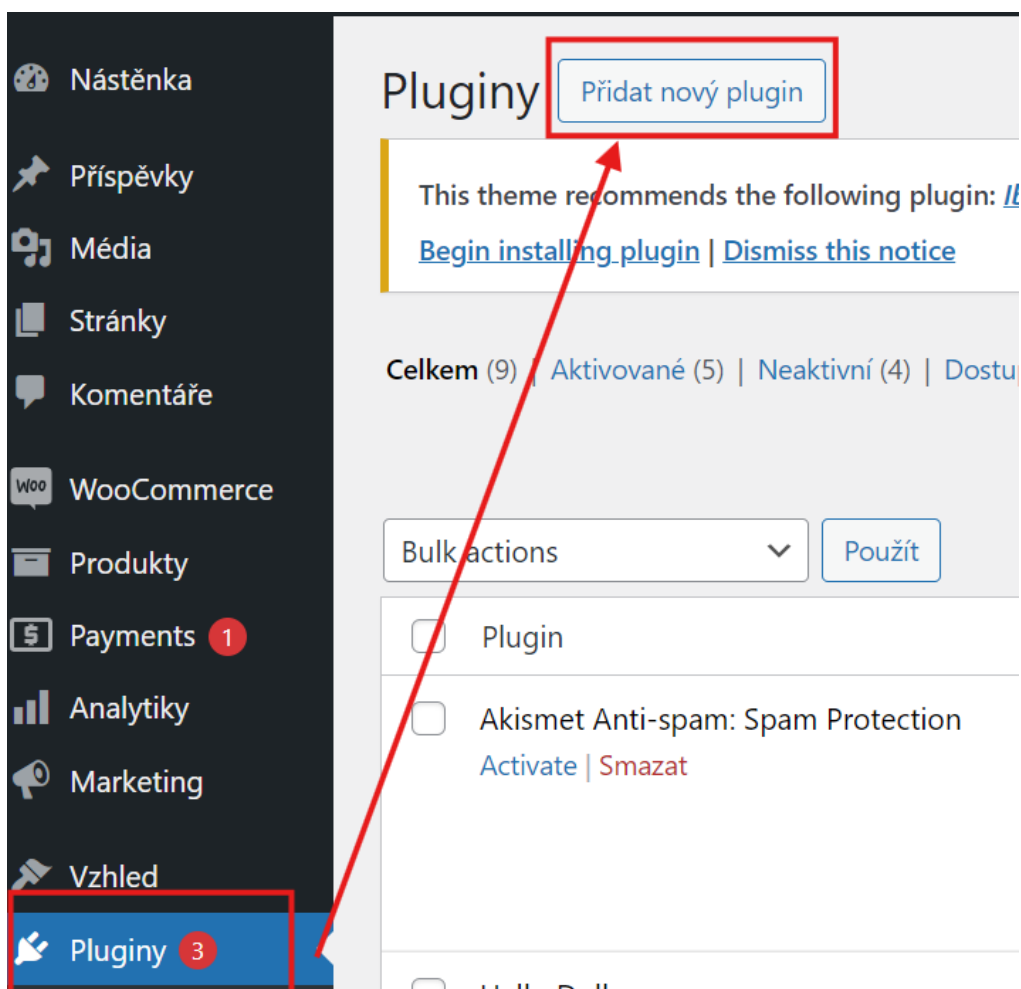 Nástěnka
Příspěvky
Média
Stránky
Komentáře
Woo WooCommerce
Produkty
Payments 1
Analytiky
Marketing
Vzhled
Pluginy 3
Pluginy Přidat nový plugin
This theme recommends the following plugin:
Begin installing plugin | Dismiss this notice
Celkem (9) | Aktivované (5) | Neaktivní (4) |
Bulk actions Použít
Plugin
Akismet Anti-spam: Spam Protection
Activate | Smazat